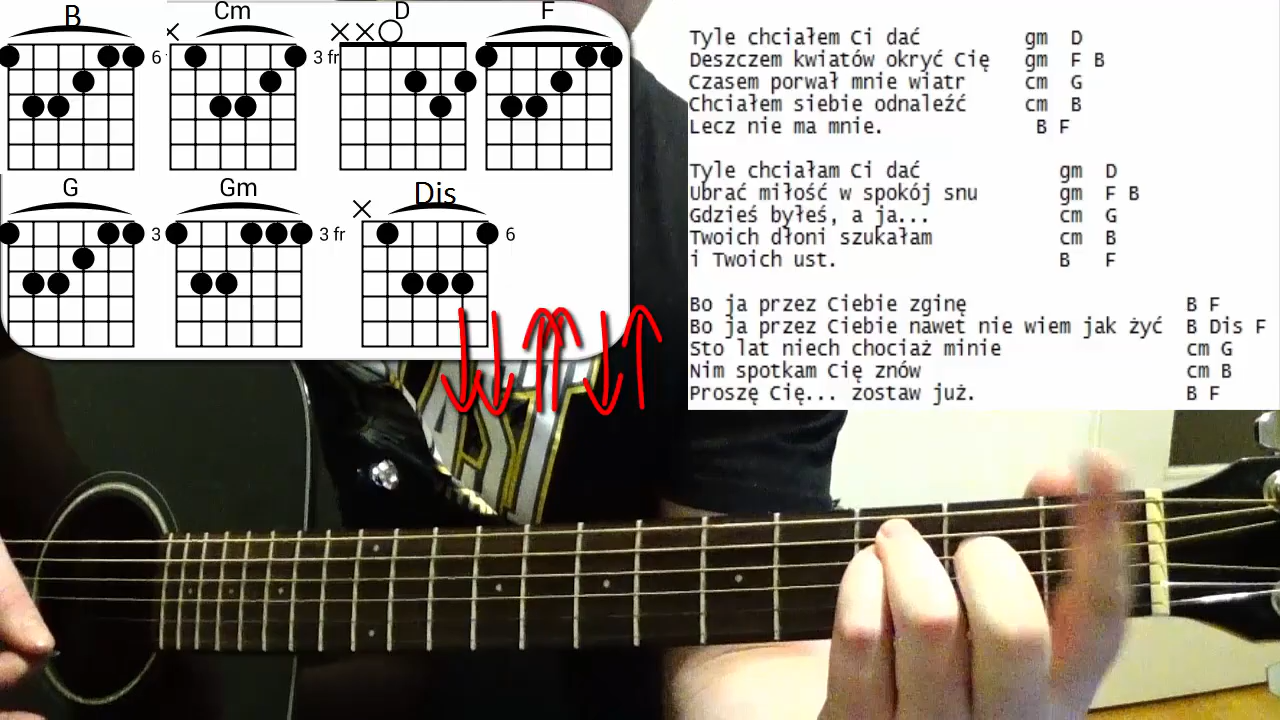 B Cm D F
× ××
6 3 fr
G Gm Dis
×
3 3 fr 6
Tyle chciałem Ci dać gm D
Deszczem kwiatów okryć Cię gm F B
Czasem porwał mnie wiatr cm G
Chciałem siebie odnaleźć cm B
Lecz nie ma mnie. B F
Tyle chciałam Ci dać gm D
Ubrać miłość w spokój snu gm F B
Gdzieś byłeś, a ja... cm G
Twoich dłoni szukałam cm B
i Twoich ust. B F
Bo ja przez Ciebie zginę B F
Bo ja przez Ciebie nawet nie wiem jak żyć B Dis F
Sto lat niech chociaż minie cm G
Nim spotkam Cię znów cm B
Proszę Cię... zostaw już. B F